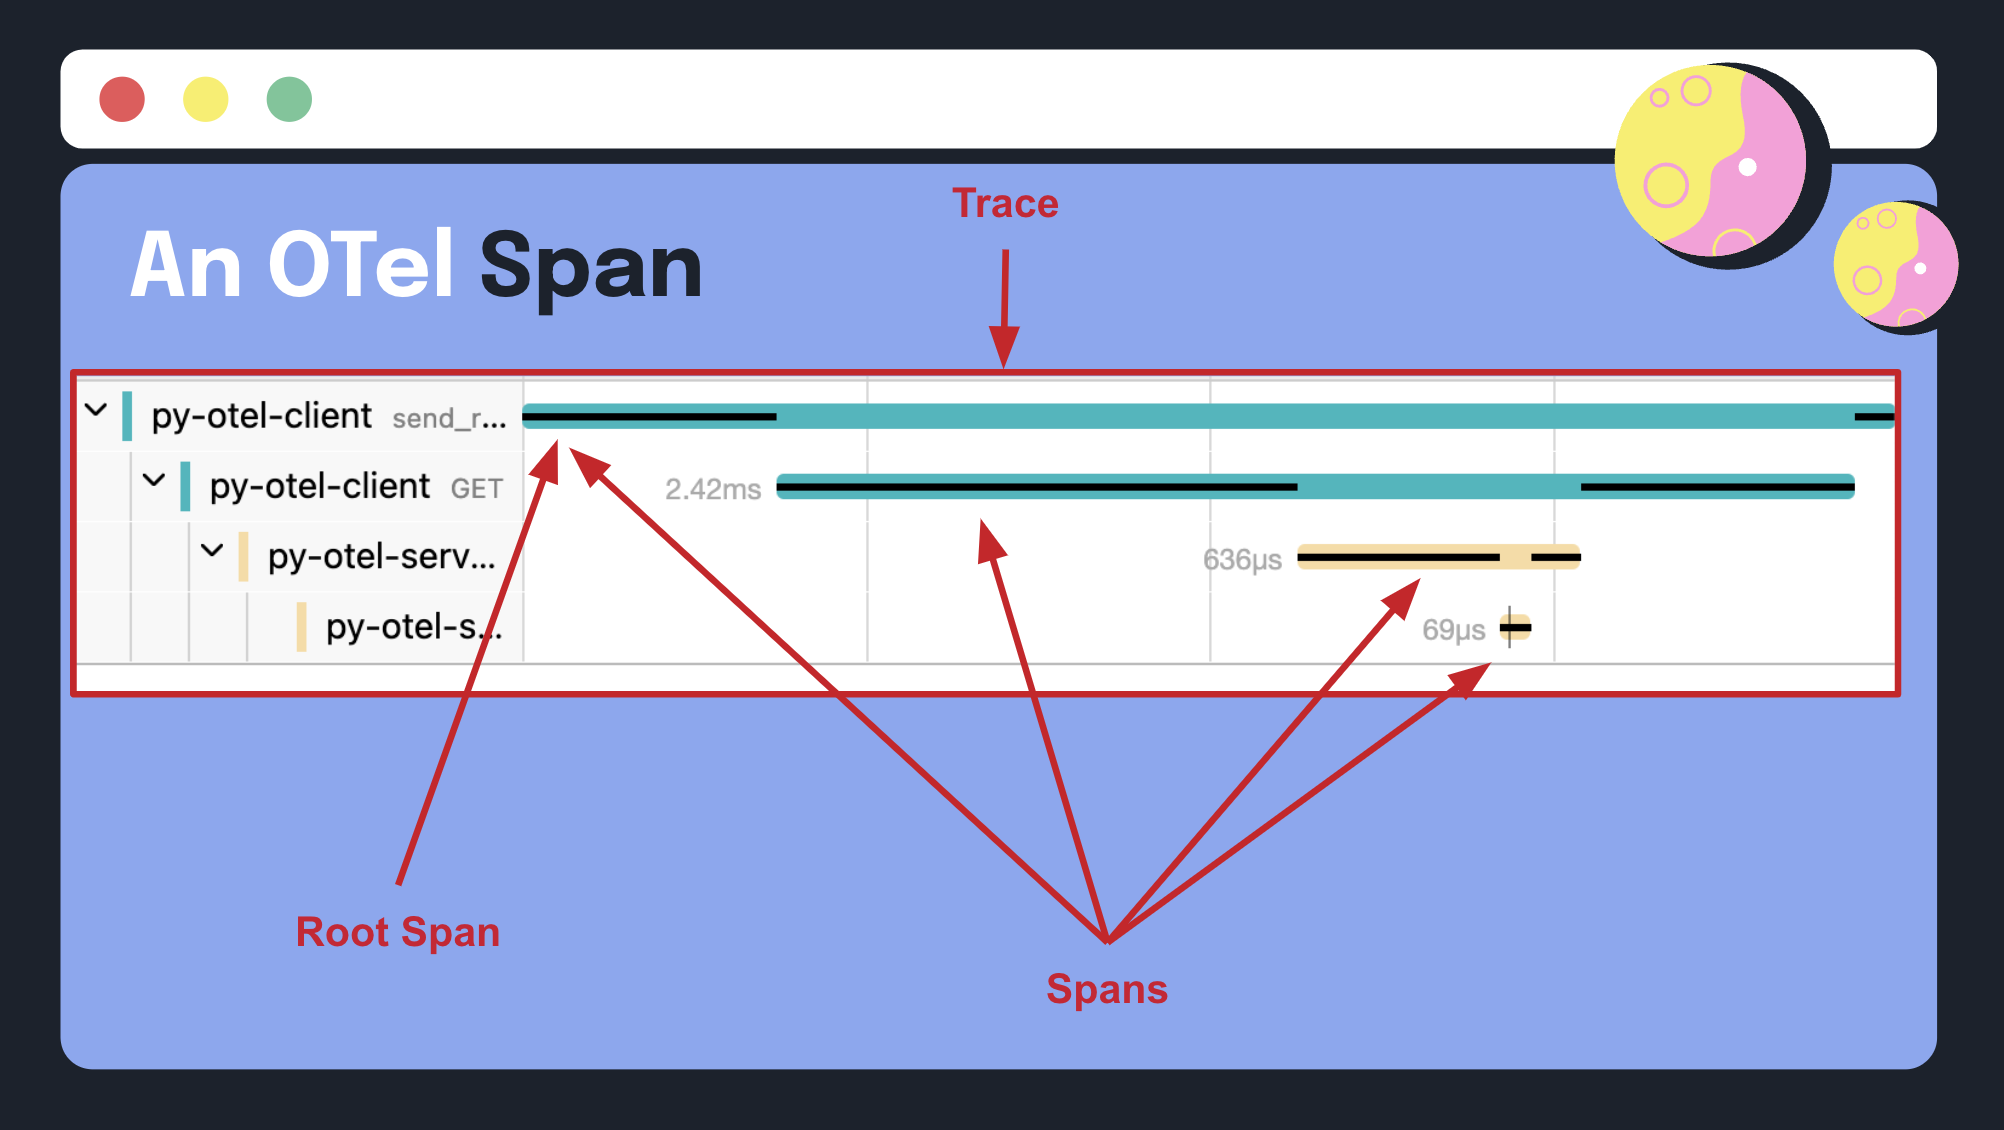 Trace
An OTel Span
py-otel-client send_r...
py-otel-client GET 2.42ms
py-otel-serv... 636µs
py-otel-s... 69µs
Root Span
Spans